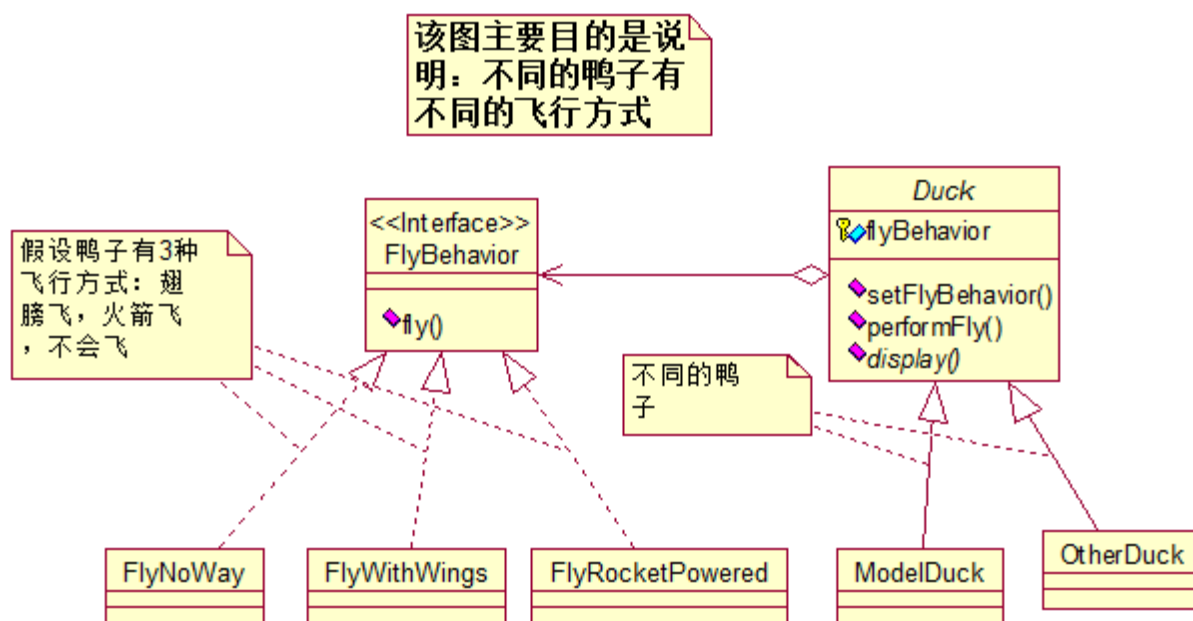 该图主要目的是说
明：不同的鸭子有
不同的飞行方式
假设鸭子有3种
飞行方式：翅
膀飞，火箭飞
，不会飞
<<Interface>>
FlyBehavior
fly()
Duck
flyBehavior
setFlyBehavior()
performFly()
display()
不同的鸭
子
FlyNoWay
FlyWithWings
FlyRocketPowered
ModelDuck
OtherDuck